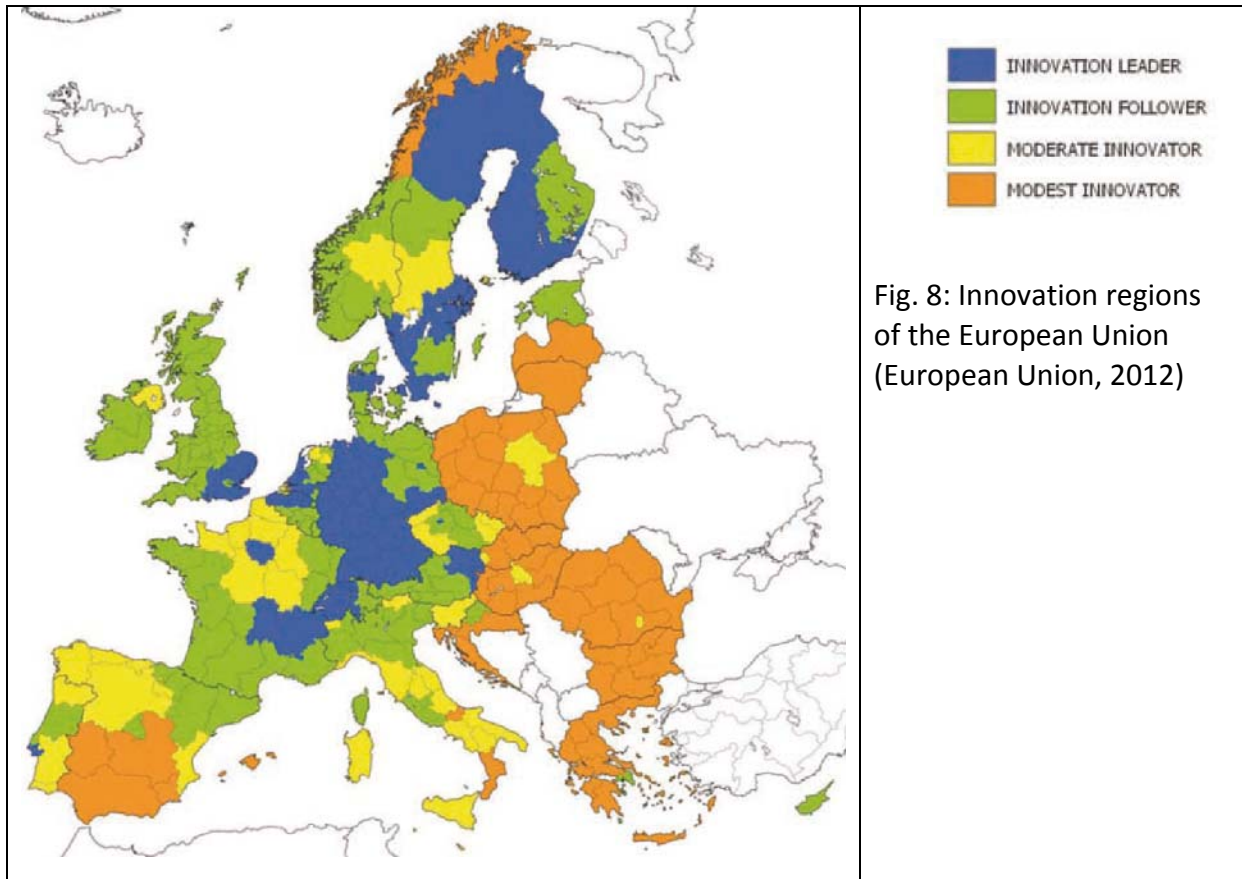 INNOVATION LEADER
INNOVATION FOLLOWER
MODERATE INNOVATOR
MODEST INNOVATOR
Fig. 8: Innovation regions
of the European Union
(European Union, 2012)